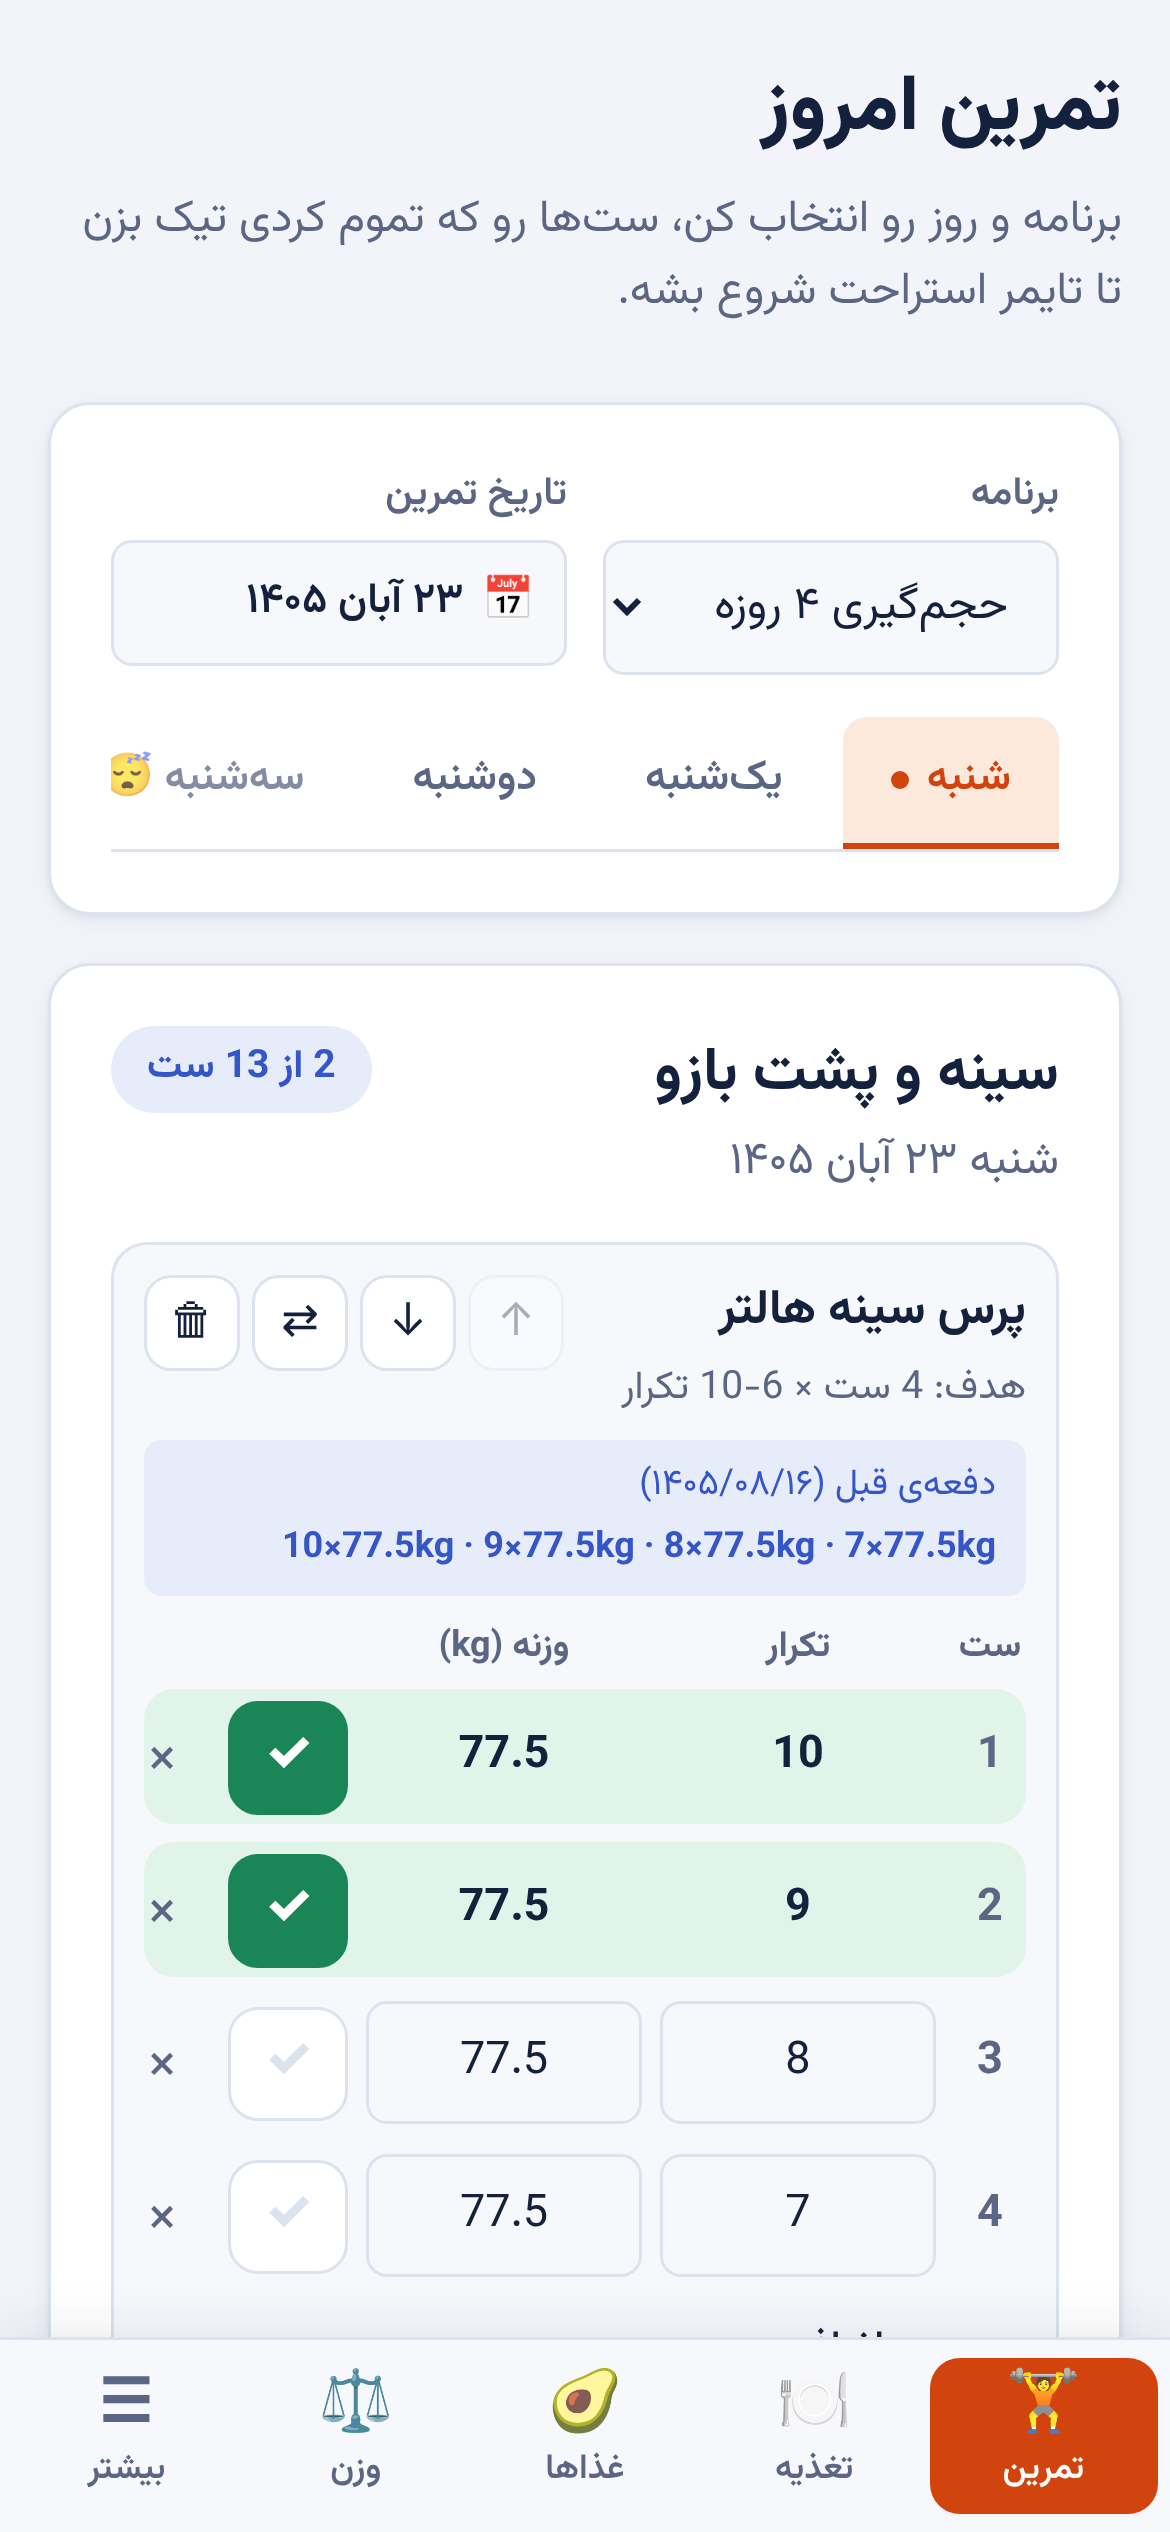 تمرین امروز
برنامه و روز رو انتخاب کن، ست‌ها رو که تموم کردی تیک بزن
تا تایمر استراحت شروع بشه.
برنامه
تاریخ تمرین
حجم‌گیری ۴ روزه
📅 ۲۳ آبان ۱۴۰۵
شنبه ●
یک‌شنبه
دوشنبه
سه‌شنبه 😴
سینه و پشت بازو
2 از 13 ست
شنبه ۲۳ آبان ۱۴۰۵
پرس سینه هالتر
↑ ↓ ⇄ 🗑
هدف: 4 ست × 6-10 تکرار
دفعه‌ی قبل (۱۴۰۵/۰۸/۱۶)
10×77.5kg · 9×77.5kg · 8×77.5kg · 7×77.5kg
ست تکرار وزنه (kg)
1 10 77.5 ✓ ×
2 9 77.5 ✓ ×
3 8 77.5 ✓ ×
4 7 77.5 ✓ ×
تمرین
تغذیه
غذاها
وزن
بیشتر